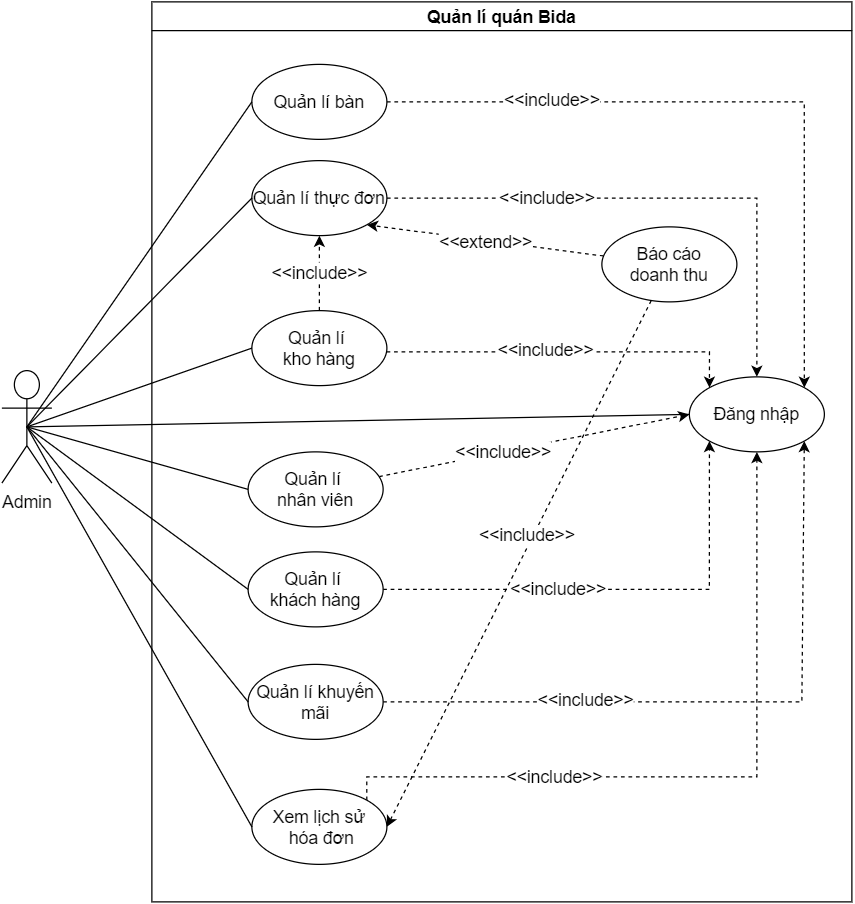 Quản lí quán Bida
Quản lí bàn
<<include>>
Quản lí thực đơn
<<include>>
<<extend>>
Báo cáo
doanh thu
<<include>>
Quản lí
kho hàng
<<include>>
Đăng nhập
<<include>>
Admin
Quản lí
nhân viên
<<include>>
Quản lí
khách hàng
<<include>>
Quản lí khuyến
mãi
<<include>>
<<include>>
Xem lịch sử
hóa đơn